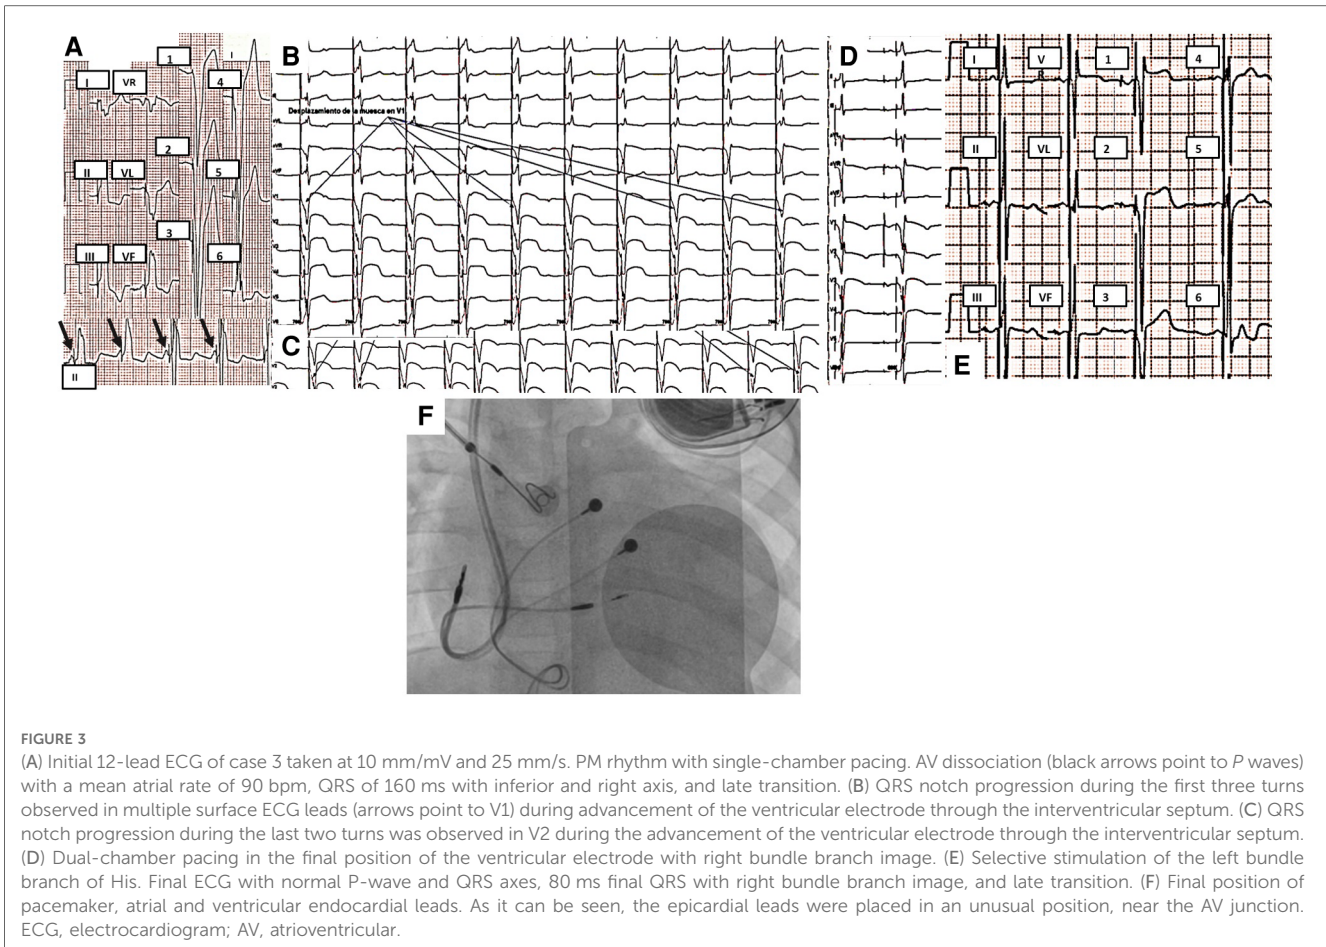 A
B
D
I
VR
1
4
II
VL
2
5
III
VF
3
6
II
Desplazamiento de la muesca en V1
C
I
V
R
1
4
II
VL
2
5
III
VF
3
6
E
F
FIGURE 3
(A) Initial 12-lead ECG of case 3 taken at 10 mm/mV and 25 mm/s. PM rhythm with single-chamber pacing. AV dissociation (black arrows point to P waves)
with a mean atrial rate of 90 bpm, QRS of 160 ms with inferior and right axis, and late transition. (B) QRS notch progression during the first three turns
observed in multiple surface ECG leads (arrows point to V1) during advancement of the ventricular electrode through the interventricular septum. (C) QRS
notch progression during the last two turns was observed in V2 during the advancement of the ventricular electrode through the interventricular septum.
(D) Dual-chamber pacing in the final position of the ventricular electrode with right bundle branch image. (E) Selective stimulation of the left bundle
branch of His. Final ECG with normal P-wave and QRS axes, 80 ms final QRS with right bundle branch image, and late transition. (F) Final position of
pacemaker, atrial and ventricular endocardial leads. As it can be seen, the epicardial leads were placed in an unusual position, near the AV junction.
ECG, electrocardiogram; AV, atrioventricular.